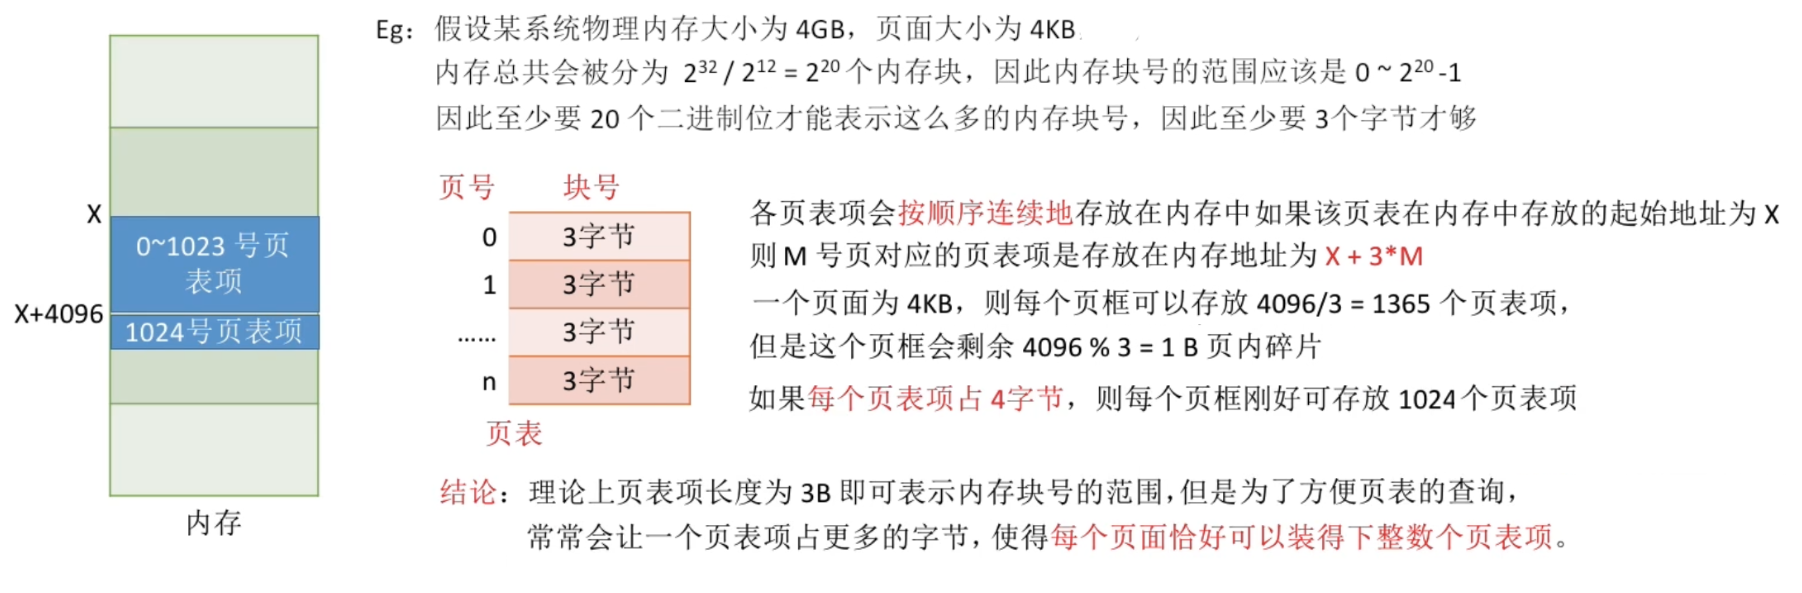 Eg：假设某系统物理内存大小为 4GB，页面大小为 4KB
内存总共会被分为 2³² / 2¹² = 2²⁰ 个内存块，因此内存块号的范围应该是 0 ~ 2²⁰ -1
因此至少要 20 个二进制位才能表示这么多的内存块号，因此至少要 3个字节才够
X
0~1023 号页
表项
X+4096
1024号页表项
内存
页号 块号
0 3字节
1 3字节
...... 3字节
n 3字节
页表
各页表项会按顺序连续地存放在内存中如果该页表在内存中存放的起始地址为 X
则 M 号页对应的页表项是存放在内存地址为 X + 3*M
一个页面为 4KB，则每个页框可以存放 4096/3 = 1365 个页表项，
但是这个页框会剩余 4096 % 3 = 1 B 页内碎片
如果每个页表项占 4字节，则每个页框刚好可存放 1024个页表项
结论：理论上页表项长度为 3B 即可表示内存块号的范围，但是为了方便页表的查询，
常常会让一个页表项占更多的字节，使得每个页面恰好可以装得下整数个页表项。